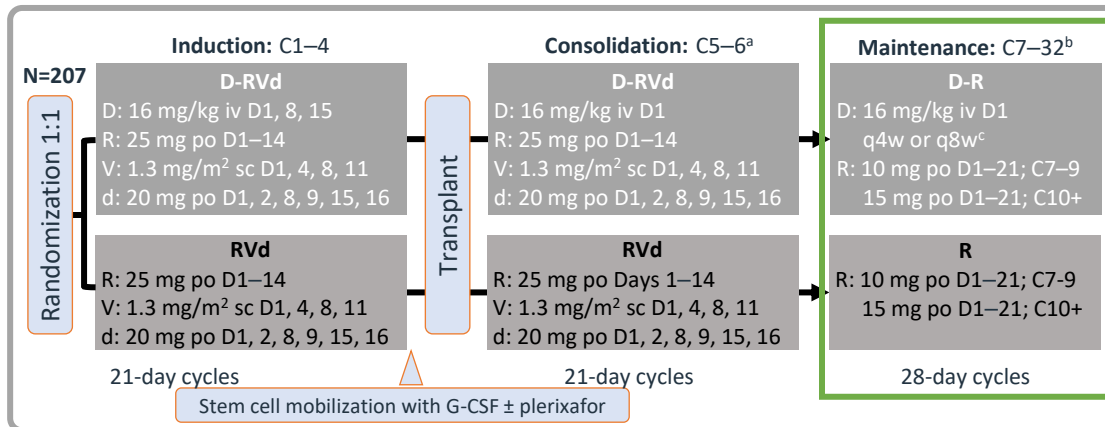 Induction: C1–4
Consolidation: C5–6ᵃ
Maintenance: C7–32ᵇ
N=207
Randomization 1:1
D-RVd
D: 16 mg/kg iv D1, 8, 15
R: 25 mg po D1–14
V: 1.3 mg/m² sc D1, 4, 8, 11
d: 20 mg po D1, 2, 8, 9, 15, 16
RVd
R: 25 mg po D1–14
V: 1.3 mg/m² sc D1, 4, 8, 11
d: 20 mg po D1, 2, 8, 9, 15, 16
21-day cycles
Stem cell mobilization with G-CSF ± plerixafor
Transplant
D-RVd
D: 16 mg/kg iv D1
R: 25 mg po D1–14
V: 1.3 mg/m² sc D1, 4, 8, 11
d: 20 mg po D1, 2, 8, 9, 15, 16
RVd
R: 25 mg po Days 1–14
V: 1.3 mg/m² sc D1, 4, 8, 11
d: 20 mg po D1, 2, 8, 9, 15, 16
21-day cycles
D-R
D: 16 mg/kg iv D1
q4w or q8wᶜ
R: 10 mg po D1–21; C7–9
15 mg po D1–21; C10+
R
R: 10 mg po D1–21; C7-9
15 mg po D1–21; C10+
28-day cycles